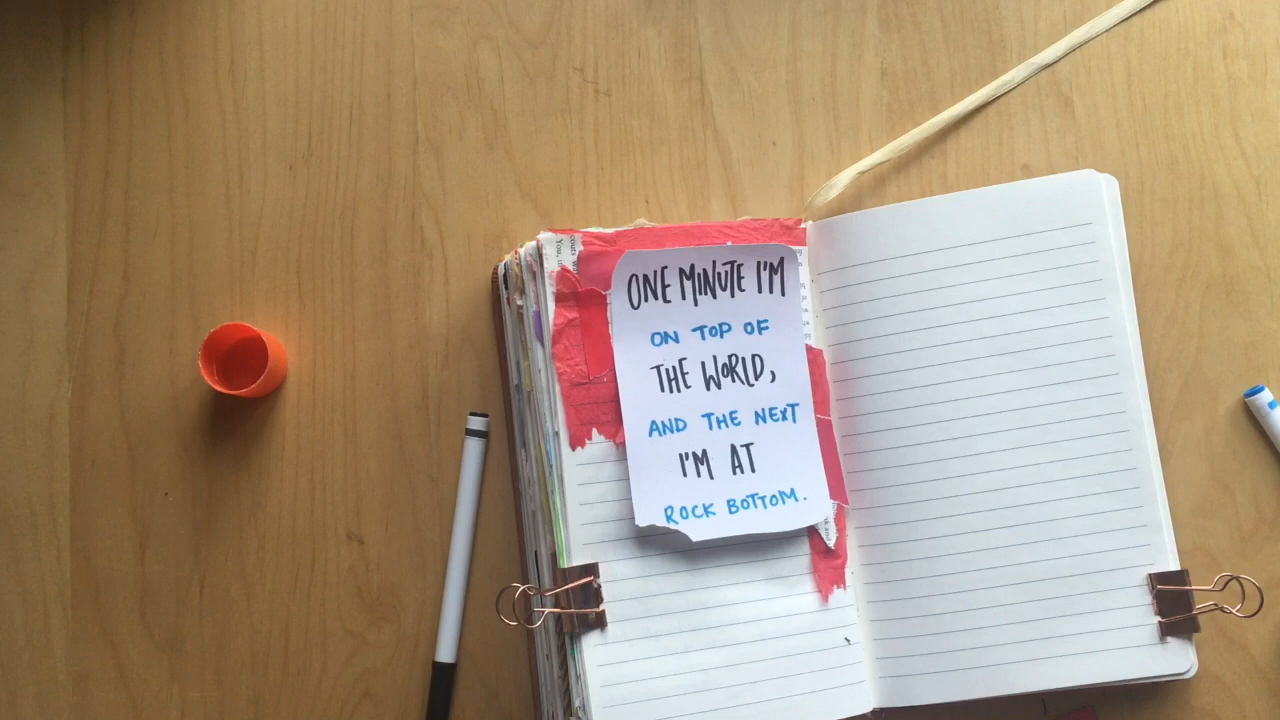 ONE MINUTE I'M
ON TOP OF
THE WORLD,
AND THE NEXT
I'M AT
ROCK BOTTOM.